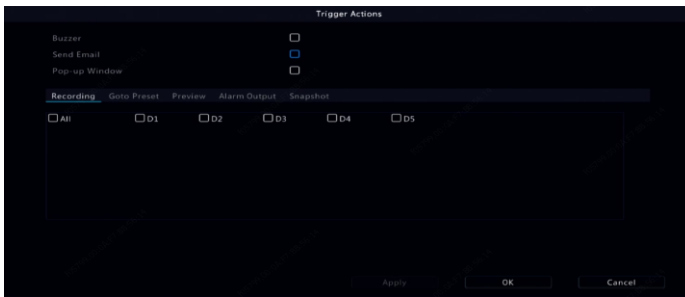 Trigger Actions
Buzzer
Send Email
Pop-up Window
Recording Goto Preset Preview Alarm Output Snapshot
All D1 D2 D3 D4 D5
Apply OK Cancel